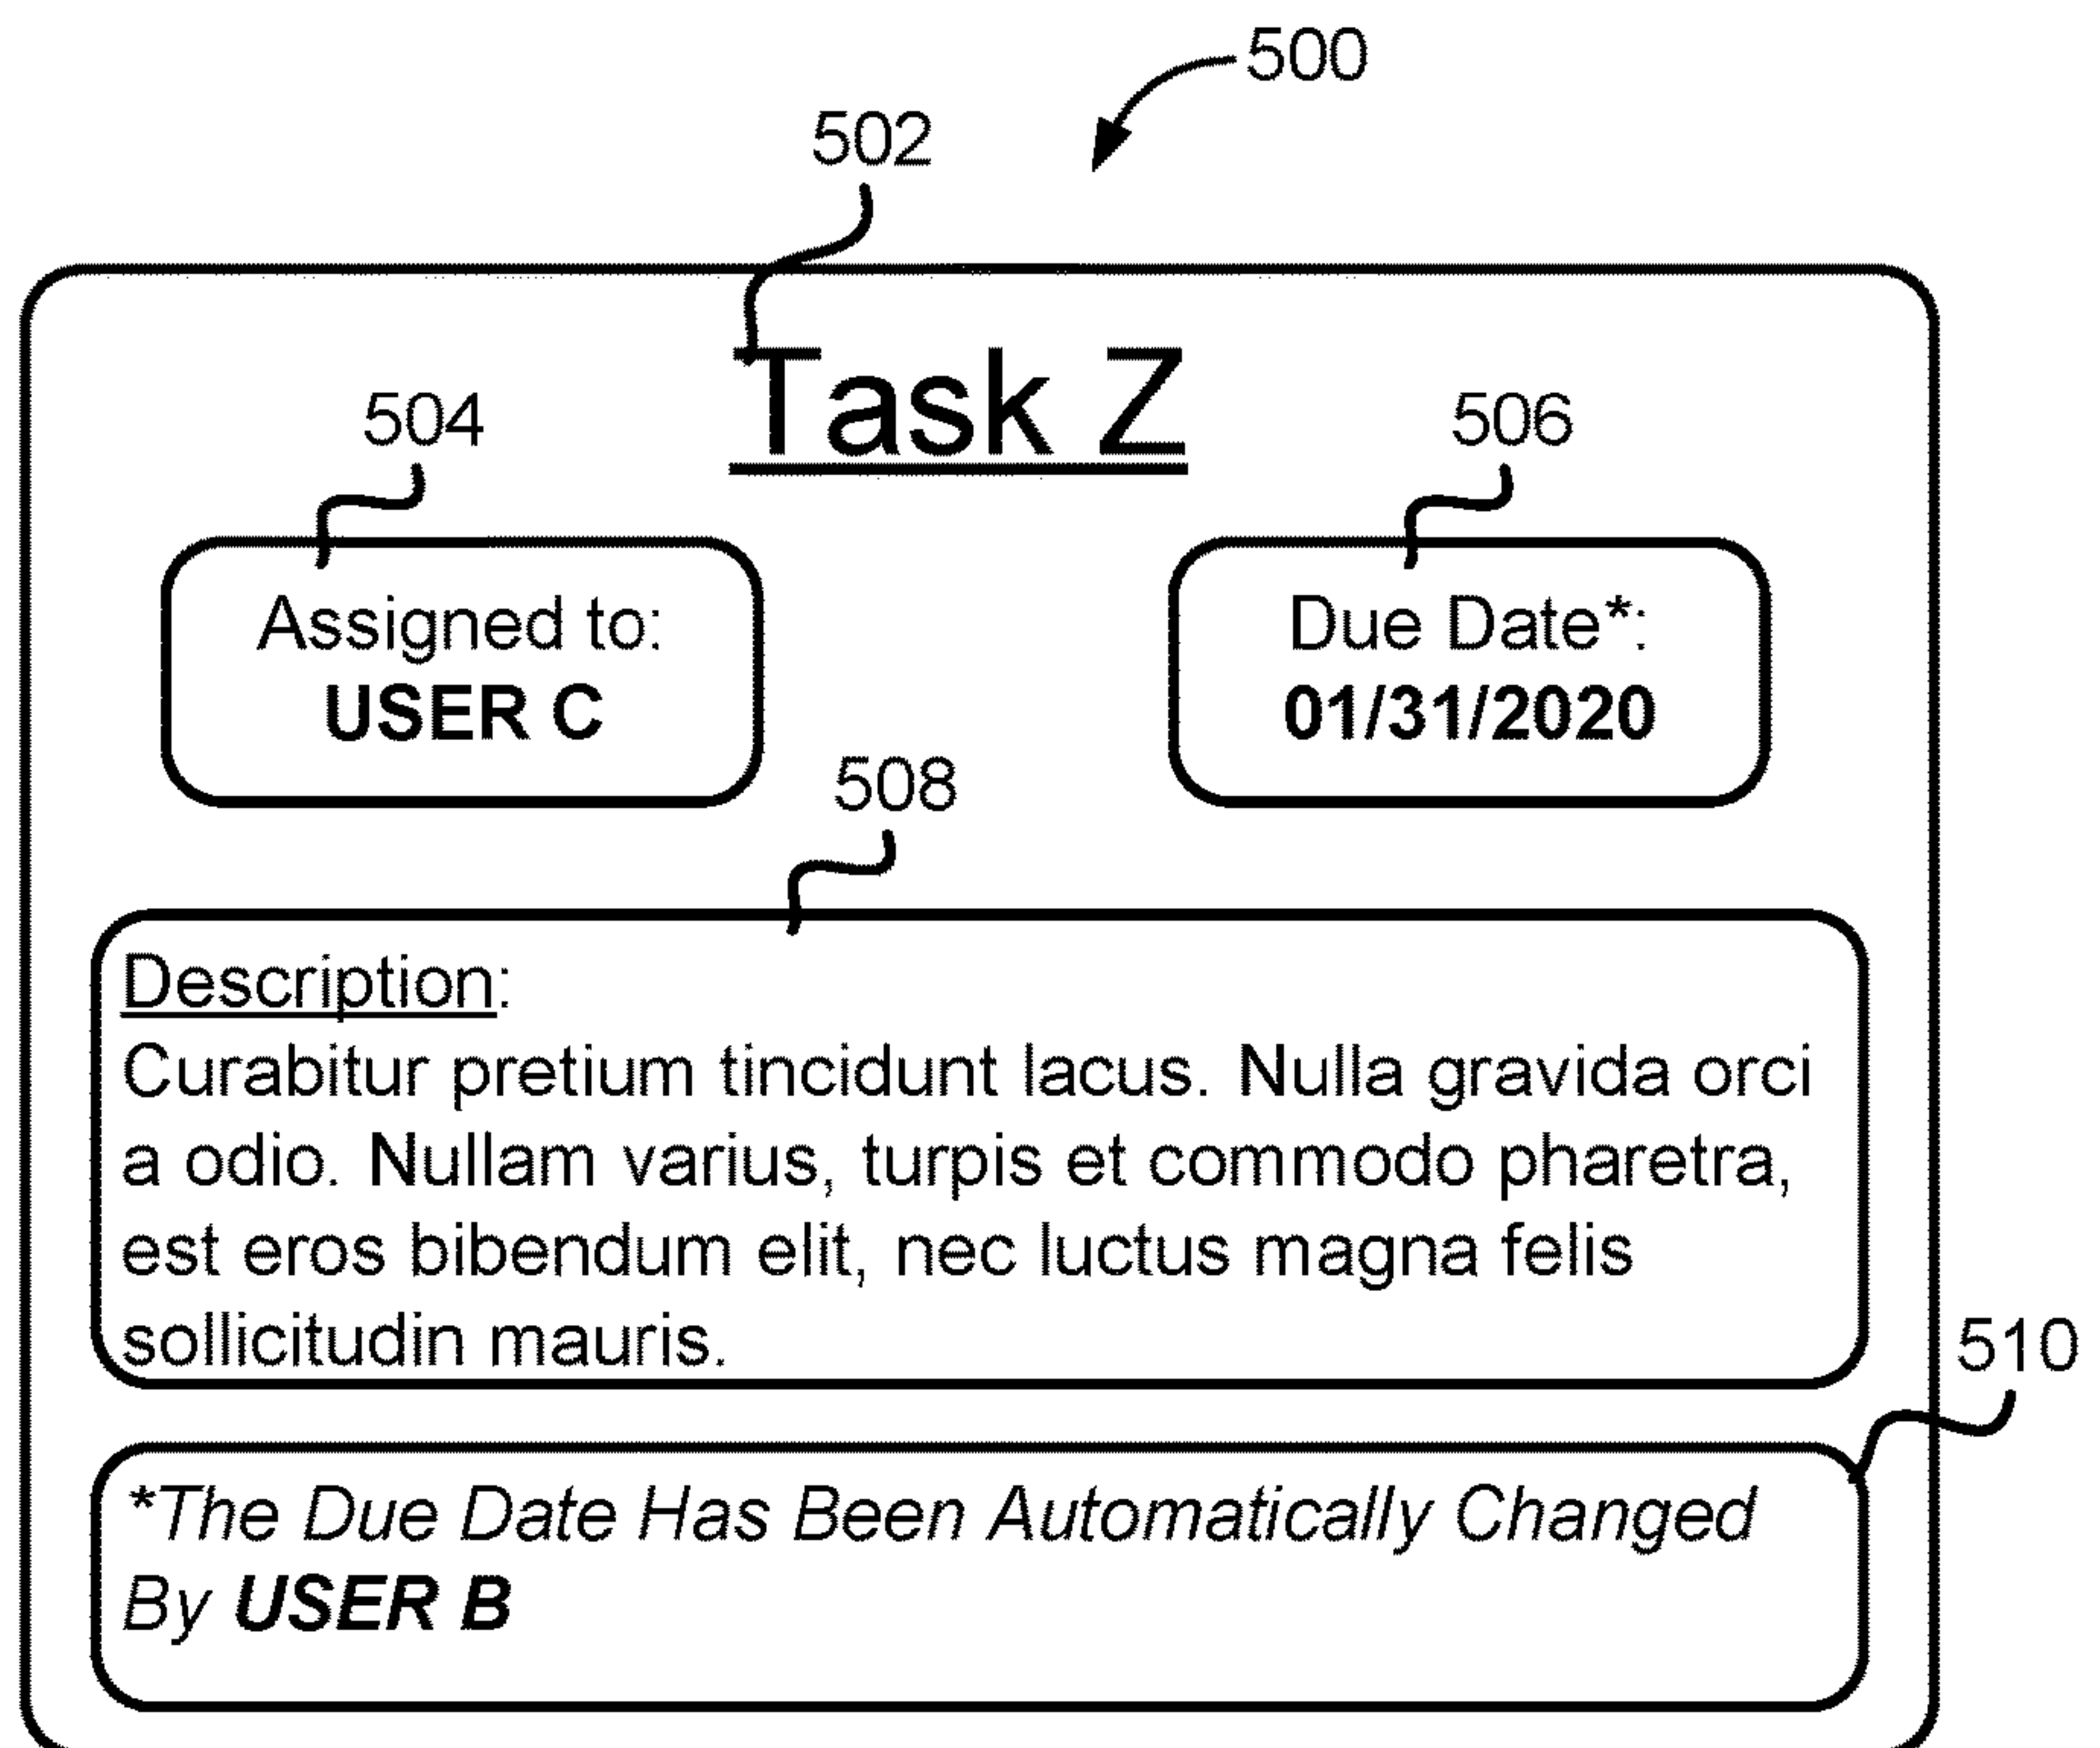 500
502
Task Z
504
506
Assigned to:
USER C
Due Date*:
01/31/2020
508
Description:
Curabitur pretium tincidunt lacus. Nulla gravida orci
a odio. Nullam varius, turpis et commodo pharetra,
est eros bibendum elit, nec luctus magna felis
sollicitudin mauris.
510
*The Due Date Has Been Automatically Changed
By USER B